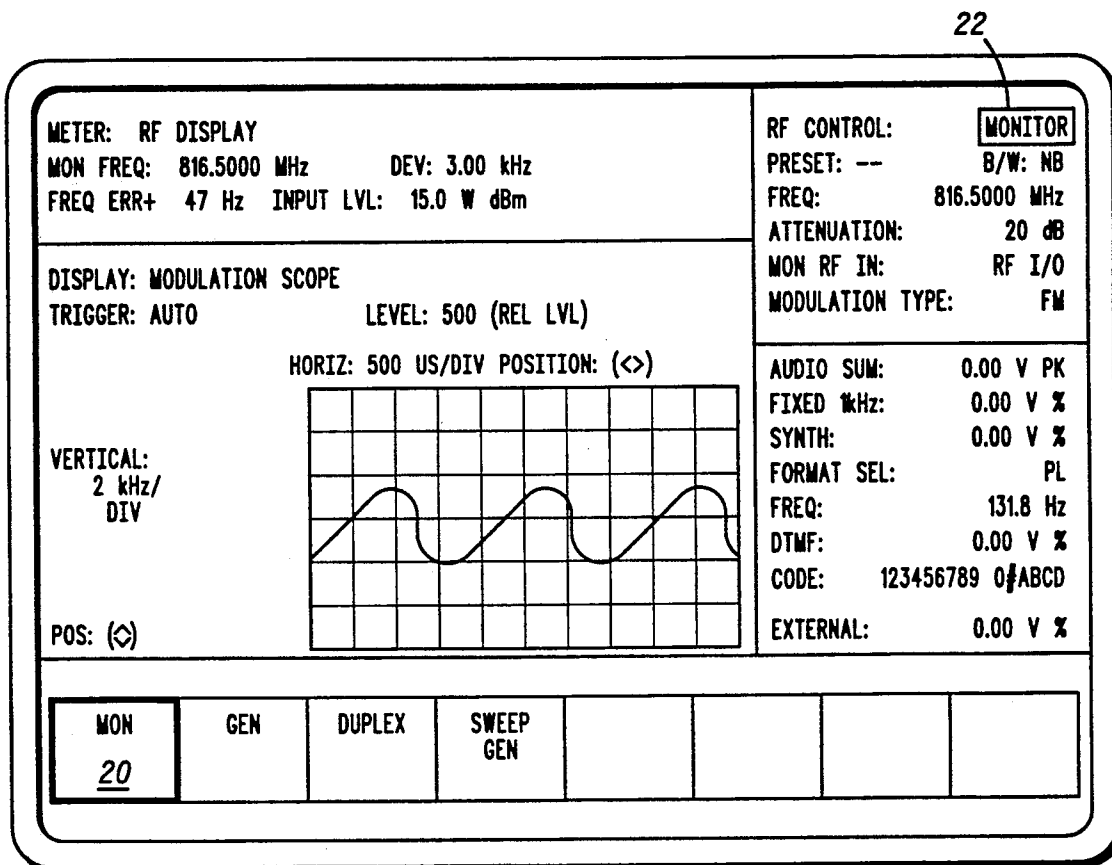 22
METER: RF DISPLAY
MON FREQ: 816.5000 MHz DEV: 3.00 kHz
FREQ ERR+ 47 Hz INPUT LVL: 15.0 W dBm
RF CONTROL: MONITOR
PRESET: -- B/W: NB
FREQ: 816.5000 MHz
ATTENUATION: 20 dB
MON RF IN: RF I/O
MODULATION TYPE: FM
DISPLAY: MODULATION SCOPE
TRIGGER: AUTO LEVEL: 500 (REL LVL)
HORIZ: 500 US/DIV POSITION: (<>)
VERTICAL:
2 kHz/
DIV
POS: (◇)
AUDIO SUM: 0.00 V PK
FIXED 1kHz: 0.00 V %
SYNTH: 0.00 V %
FORMAT SEL: PL
FREQ: 131.8 Hz
DTMF: 0.00 V %
CODE: 123456789 0#ABCD
EXTERNAL: 0.00 V %
MON
20
GEN
DUPLEX
SWEEP
GEN